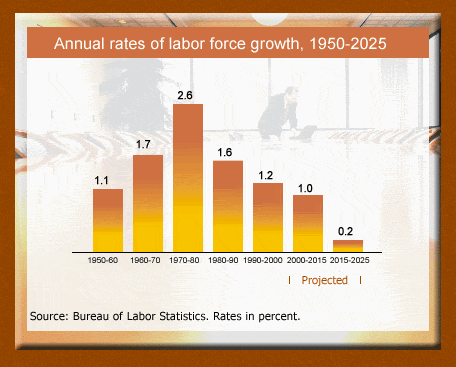 Annual rates of labor force growth, 1950-2025
2.6
1.7
1.6
1.1
1.2
1.0
0.2
1950-60 1960-70 1970-80 1980-90 1990-2000 2000-2015 2015-2025
Projected
Source: Bureau of Labor Statistics. Rates in percent.